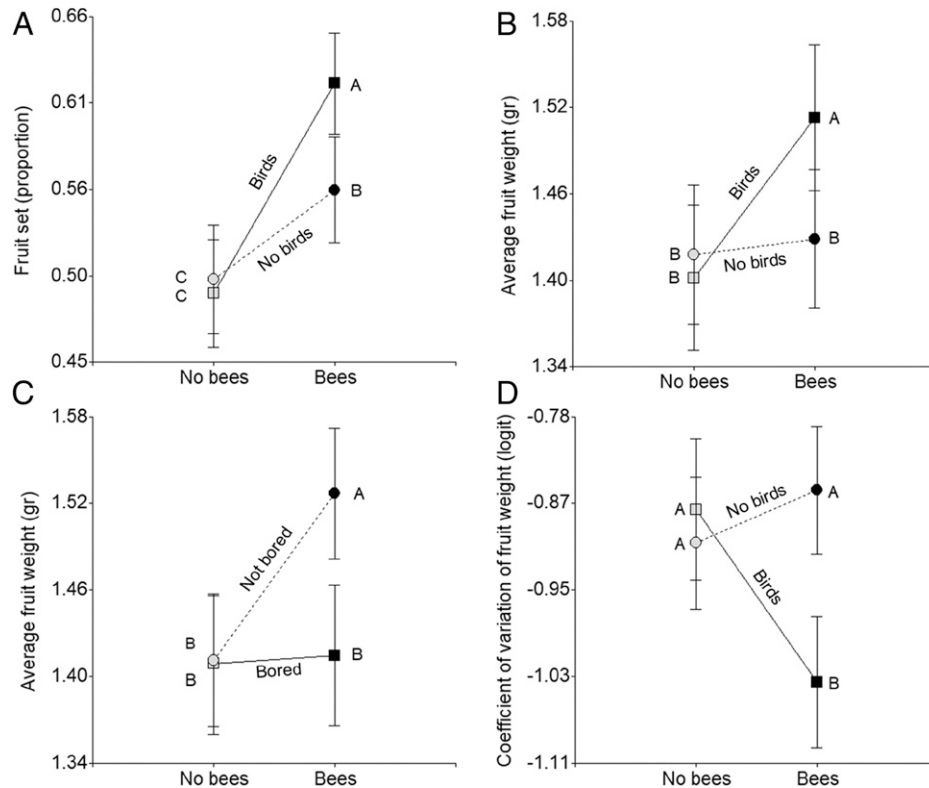 A
Fruit set (proportion)
0.66
0.61
0.56
0.50
0.45
Birds
No birds
A
B
C
C
No bees
Bees
B
Average fruit weight (gr)
1.58
1.52
1.46
1.40
1.34
Birds
No birds
A
B
B
B
No bees
Bees
C
Average fruit weight (gr)
1.58
1.52
1.46
1.40
1.34
Not bored
Bored
A
B
B
B
No bees
Bees
D
Coefficient of variation of fruit weight (logit)
-0.78
-0.87
-0.95
-1.03
-1.11
No birds
Birds
A
A
A
B
No bees
Bees